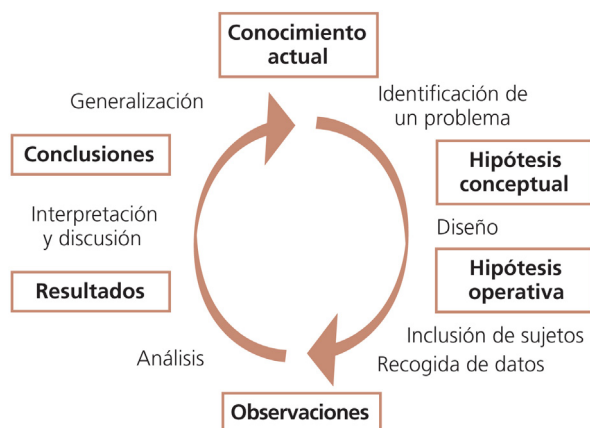 Conocimiento
actual
Identificación de
un problema
Hipótesis
conceptual
Diseño
Hipótesis
operativa
Inclusión de sujetos
Recogida de datos
Observaciones
Análisis
Resultados
Interpretación
y discusión
Conclusiones
Generalización